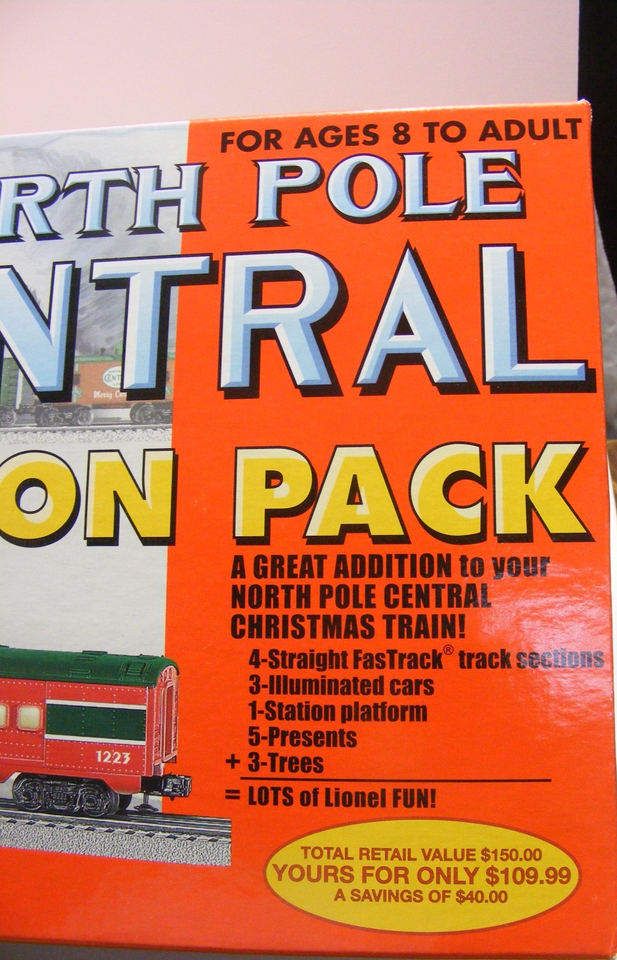 FOR AGES 8 TO ADULT
RTH POLE
NTRAL
ON PACK
A GREAT ADDITION to your
NORTH POLE CENTRAL
CHRISTMAS TRAIN!
4-Straight FasTrack® track sections
3-Illuminated cars
1-Station platform
5-Presents
+ 3-Trees
= LOTS of Lionel FUN!
1223
TOTAL RETAIL VALUE $150.00
YOURS FOR ONLY $109.99
A SAVINGS OF $40.00